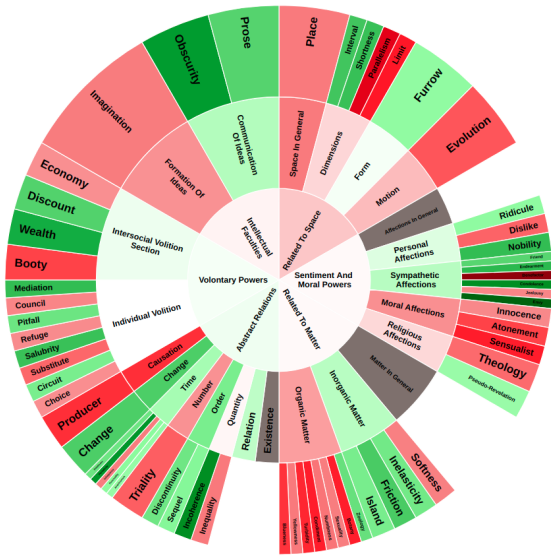 Place
Interval
Shortness
Parallelism
Limit
Furrow
Evolution
Ridicule
Dislike
Nobility
Friend
Endearment
Jealousy
Innocence
Atonement
Sensualist
Theology
Pseudo-Revelation
Softness
Inelasticity
Friction
Island
Zoology
Inequality
Incoherence
Sequel
Discontinuity
Triality
Change
Producer
Choice
Circuit
Substitute
Salubrity
Refuge
Pitfall
Council
Mediation
Booty
Wealth
Discount
Economy
Imagination
Obscurity
Prose
Space In General
Dimensions
Form
Motion
Affections In General
Personal
Affections
Sympathetic
Affections
Moral Affections
Religious
Affections
Matter In General
Inorganic Matter
Organic Matter
Existence
Relation
Quantity
Order
Number
Time
Change
Causation
Individual Volition
Intersocial Volition
Section
Formation Of
Ideas
Communication
Of Ideas
Related To Space
Sentiment And
Moral Powers
Related To Matter
Abstract Relations
Voluntary Powers
Intellectual
Faculties